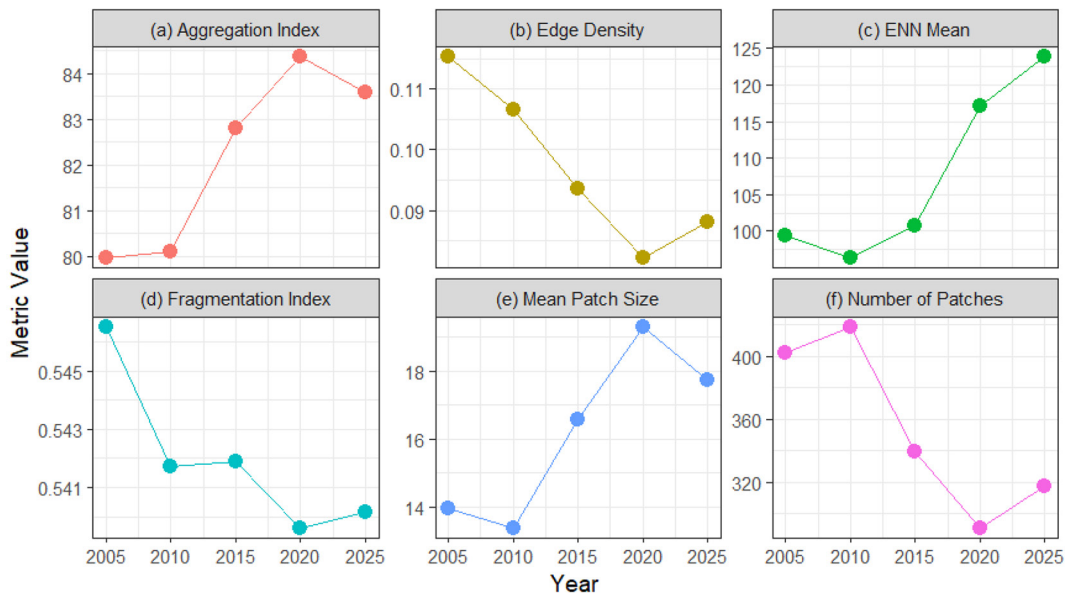 (a) Aggregation Index
(b) Edge Density
(c) ENN Mean
84
83
82
81
80
0.11
0.10
0.09
125
120
115
110
105
100
(d) Fragmentation Index
(e) Mean Patch Size
(f) Number of Patches
0.545
0.543
0.541
18
16
14
400
360
320
2005 2010 2015 2020 2025
2005 2010 2015 2020 2025
2005 2010 2015 2020 2025
Metric Value
Year